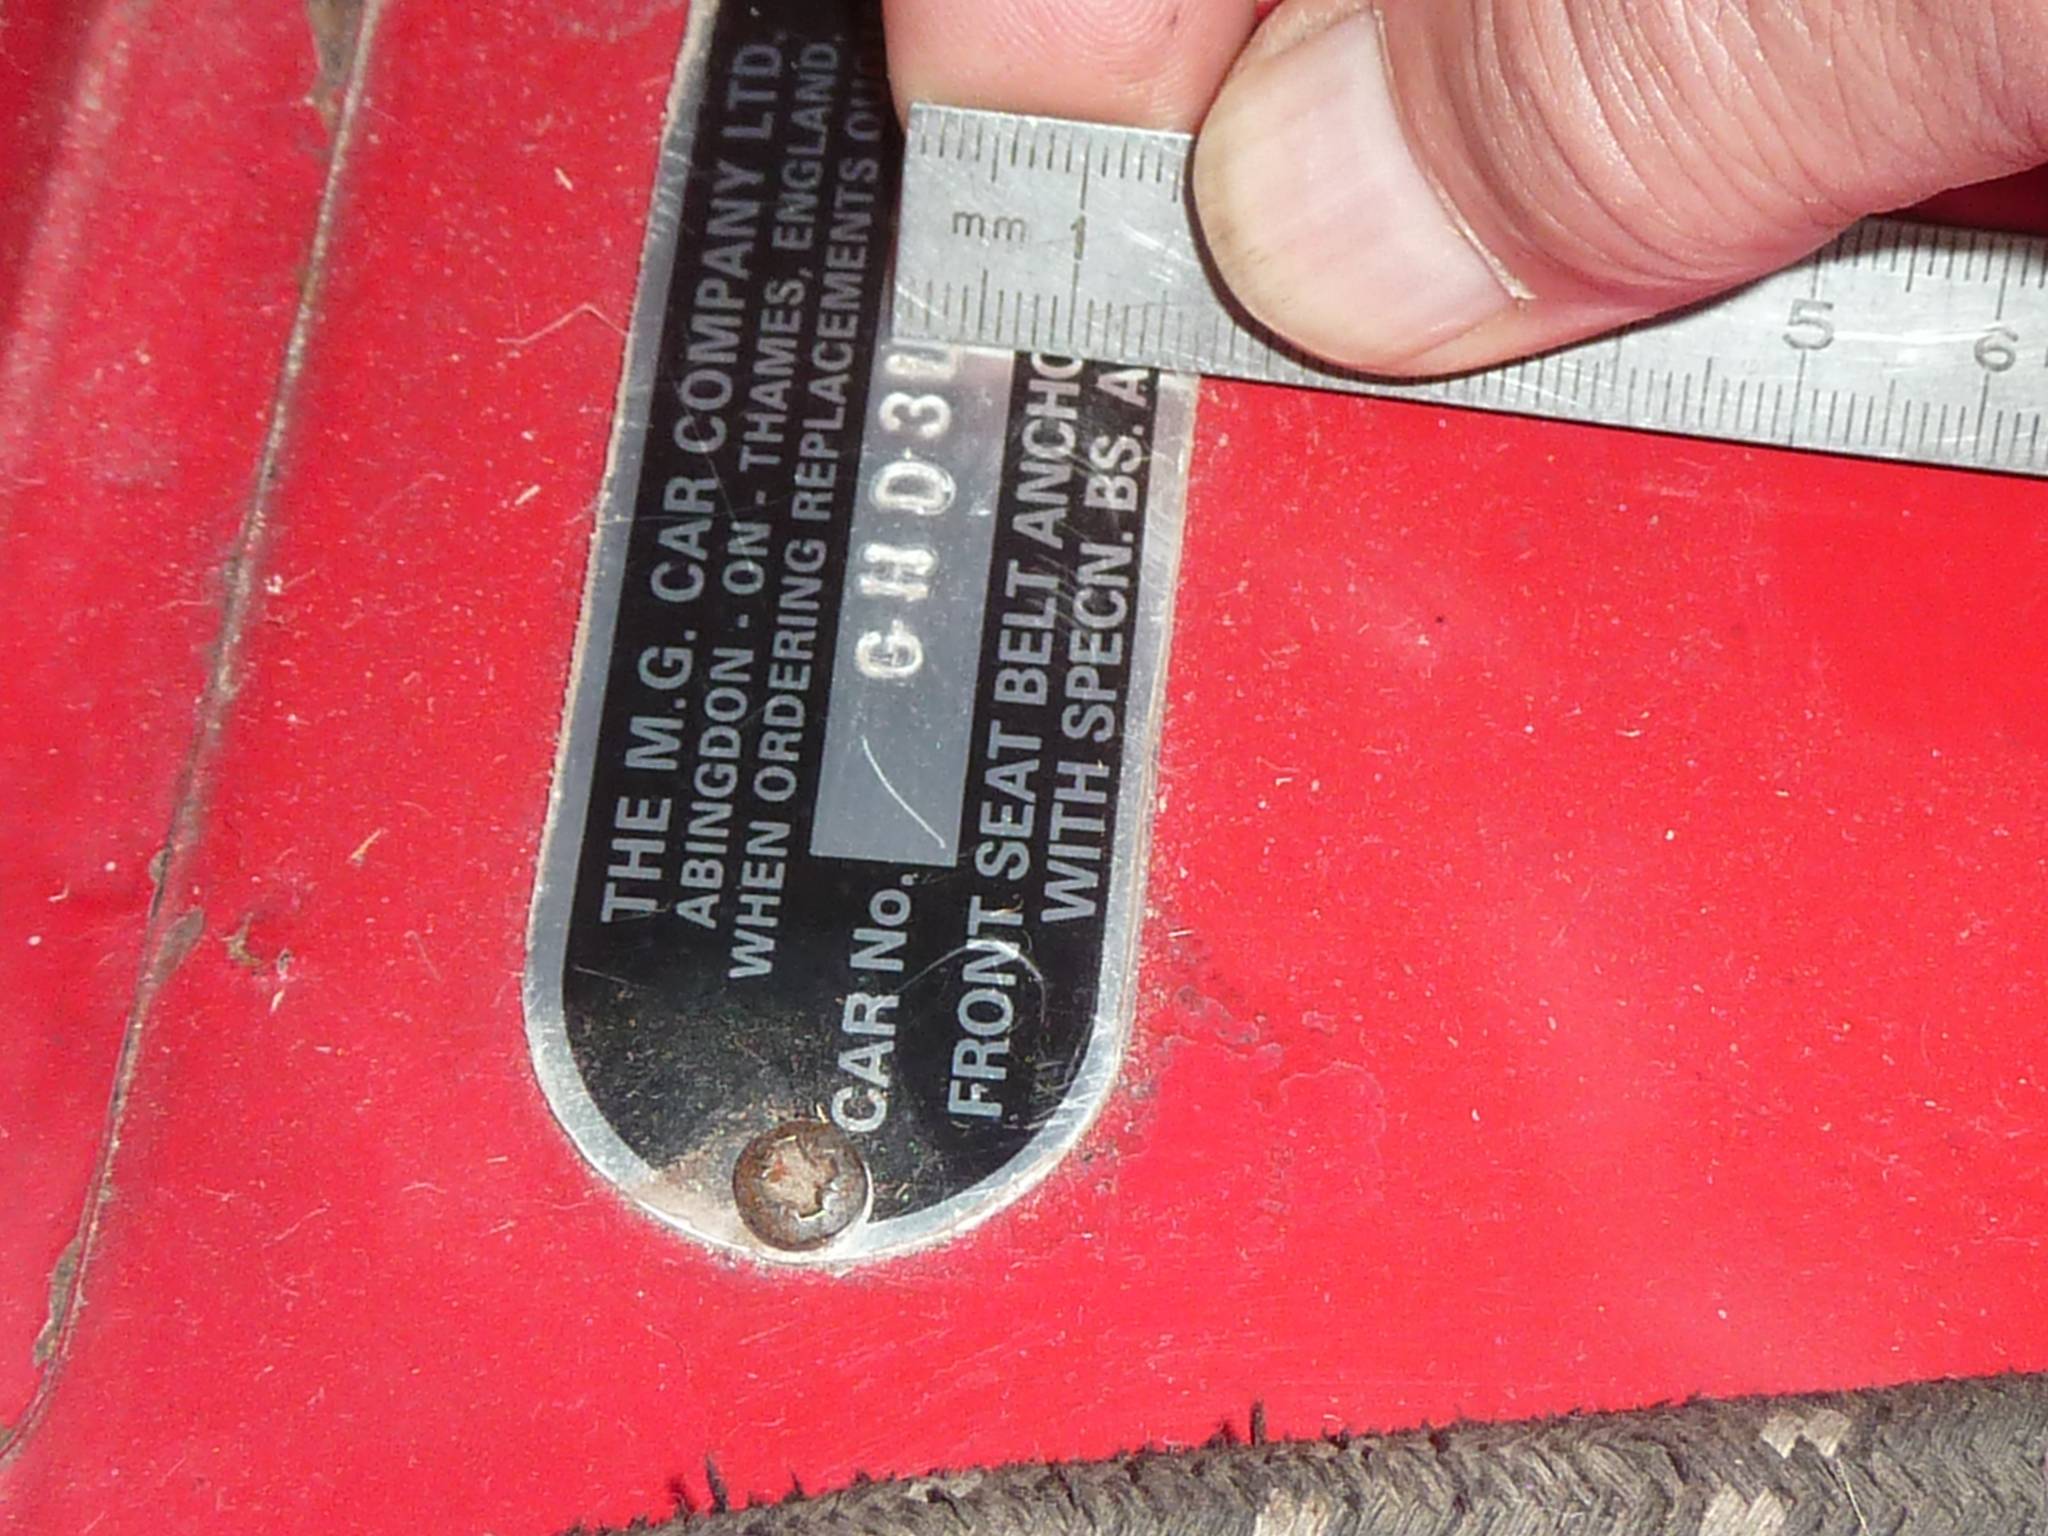 THE M.G. CAR COMPANY LTD.
ABINGDON - ON - THAMES, ENGLAND,
WHEN ORDERING REPLACEMENTS
CAR No. GHD3
FRONT SEAT BELT
WITH SPECN. BS.
mm 1 5 6